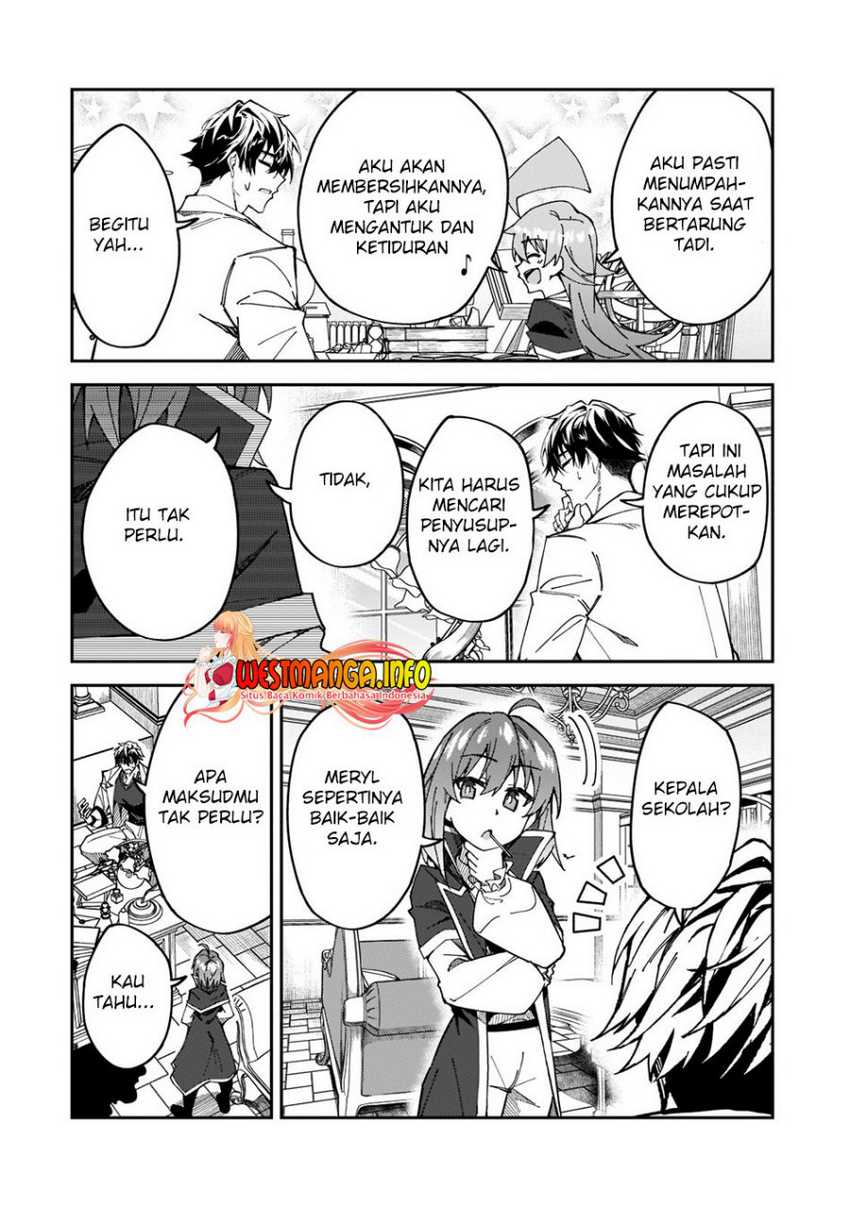 AKU PASTI
MENUMPAH-
KANNYA SAAT
BERTARUNG
TADI.
AKU AKAN
MEMBERSIHKANNYA,
TAPI AKU
MENGANTUK DAN
KETIDURAN
♪
BEGITU
YAH...
TAPI INI
MASALAH
YANG CUKUP
MEREPOT-
KAN.
KITA HARUS
MENCARI
PENYUSUP-
NYA LAGI.
TIDAK,
ITU TAK
PERLU.
WESTMANGA.INFO
Situs Baca Komik Berbahasa Indonesia
KEPALA
SEKOLAH?
MERYL
SEPERTINYA
BAIK-BAIK
SAJA.
APA
MAKSUDMU
TAK PERLU?
KAU
TAHU...